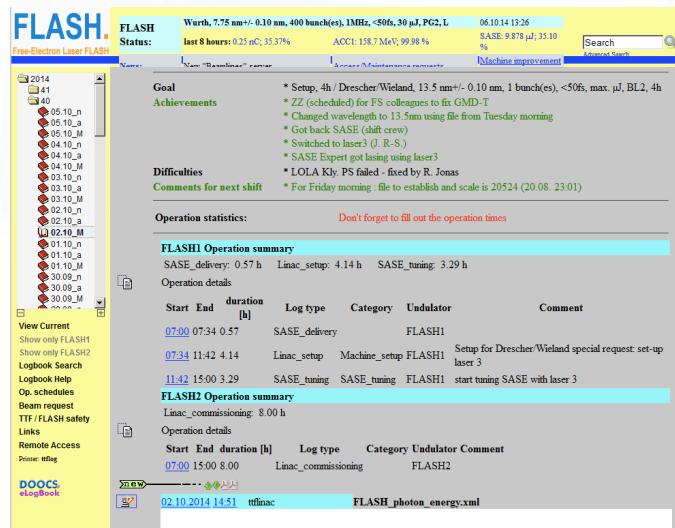 FLASH.
Free-Electron Laser FLASH
FLASH
Status:
Wurth, 7.75 nm+/- 0.10 nm, 400 bunch(es), 1MHz, <50fs, 30 μJ, PG2, L
06.10.14 13:26
last 8 hours: 0.25 nC; 35.37%
ACC1: 158.7 MeV; 99.98 %
SASE: 9.878 μJ; 35.10
%
Search
Advanced Search
News:
New "Beamlines" server
Access/Maintenance requests
Machine improvement
2014
41
40
05.10_n
05.10_a
05.10_M
04.10_n
04.10_a
04.10_M
03.10_n
03.10_a
03.10_M
02.10_n
02.10_a
02.10_M
01.10_n
01.10_a
01.10_M
30.09_n
30.09_a
30.09_M
View Current
Show only FLASH1
Show only FLASH2
Logbook Search
Logbook Help
Op. schedules
Beam request
TTF / FLASH safety
Links
Remote Access
Printer: ttflog
DOOCS
eLogBook
Goal * Setup, 4h / Drescher/Wieland, 13.5 nm+/- 0.10 nm, 1 bunch(es), <50fs, max. μJ, BL2, 4h
Achievements * ZZ (scheduled) for FS colleagues to fix GMD-T
* Changed wavelength to 13.5nm using file from Tuesday morning
* Got back SASE (shift crew)
* Switched to laser3 (J. R.-S.)
* SASE Expert got lasing using laser3
Difficulties * LOLA Kly. PS failed - fixed by R. Jonas
Comments for next shift * For Friday morning : file to establish and scale is 20524 (20.08. 23:01)
Operation statistics: Don't forget to fill out the operation times
FLASH1 Operation summary
SASE_delivery: 0.57 h Linac_setup: 4.14 h SASE_tuning: 3.29 h
Operation details
Start End duration [h] Log type Category Undulator Comment
07:00 07:34 0.57 SASE_delivery FLASH1
07:34 11:42 4.14 Linac_setup Machine_setup FLASH1 Setup for Drescher/Wieland special request: set-up
laser 3
11:42 15:00 3.29 SASE_tuning SASE_tuning FLASH1 start tuning SASE with laser 3
FLASH2 Operation summary
Linac_commissioning: 8.00 h
Operation details
Start End duration [h] Log type Category Undulator Comment
07:00 15:00 8.00 Linac_commissioning FLASH2
new
02.10.2014 14:51 ttflinac FLASH_photon_energy.xml